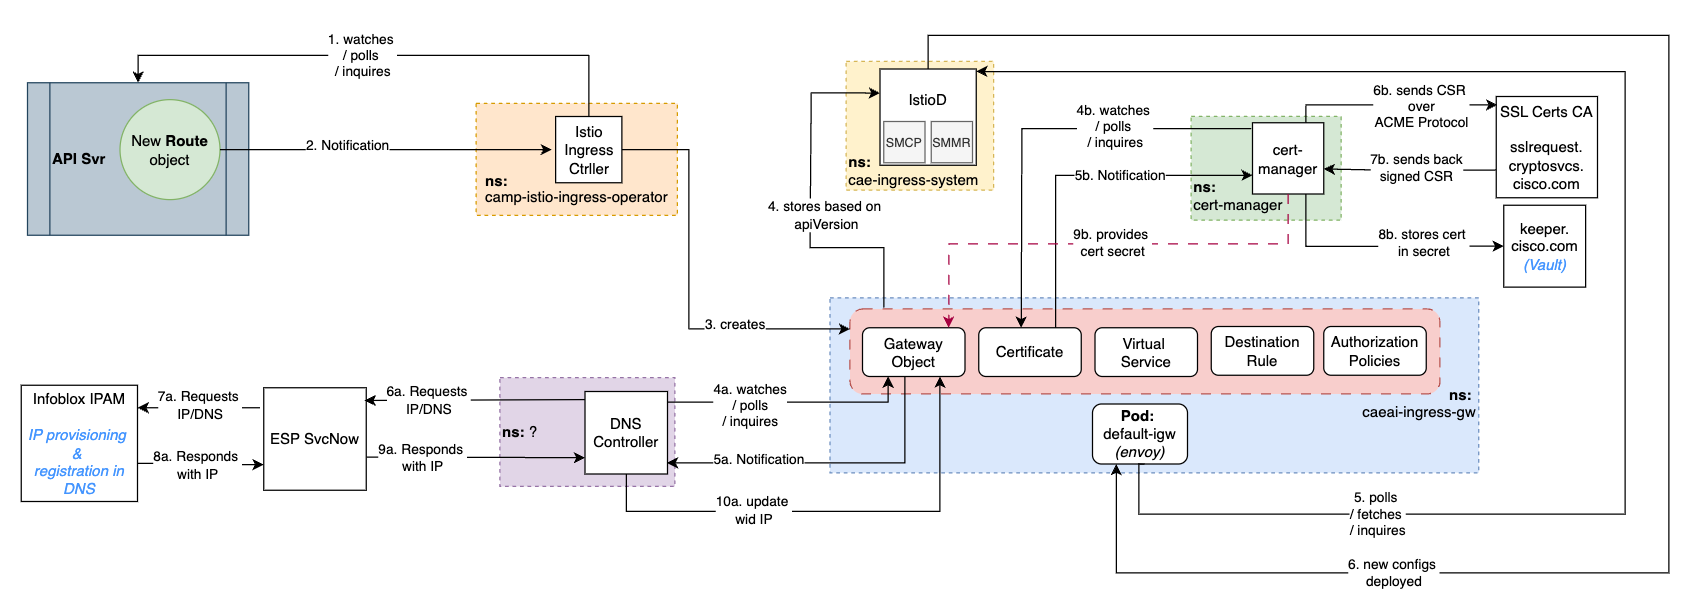 1. watches
/ polls
/ inquires
API Svr
New Route
object
2. Notification
Istio
Ingress
Ctrller
ns:
camp-istio-ingress-operator
3. creates
IstioD
SMCP
SMMR
ns:
cae-ingress-system
4. stores based on
apiVersion
4b. watches
/ polls
/ inquires
5b. Notification
cert-
manager
ns:
cert-manager
6b. sends CSR
over
ACME Protocol
7b. sends back
signed CSR
SSL Certs CA
sslrequest.
cryptosvcs.
cisco.com
8b. stores cert
in secret
keeper.
cisco.com
(Vault)
9b. provides
cert secret
Gateway
Object
Certificate
Virtual
Service
Destination
Rule
Authorization
Policies
ns:
caeai-ingress-gw
Pod:
default-igw
(envoy)
Infoblox IPAM
IP provisioning
&
registration in
DNS
7a. Requests
IP/DNS
8a. Responds
with IP
ESP SvcNow
6a. Requests
IP/DNS
9a. Responds
with IP
ns: ?
DNS
Controller
4a. watches
/ polls
/ inquires
5a. Notification
10a. update
wid IP
5. polls
/ fetches
/ inquires
6. new configs
deployed